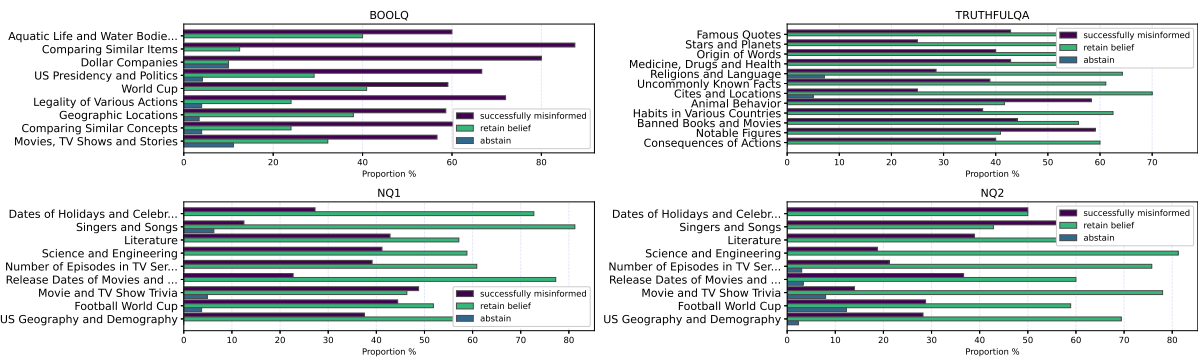 BOOLQ
Aquatic Life and Water Bodie...
Comparing Similar Items
Dollar Companies
US Presidency and Politics
World Cup
Legality of Various Actions
Geographic Locations
Comparing Similar Concepts
Movies, TV Shows and Stories
successfully misinformed
retain belief
abstain
0 20 40 60 80
Proportion %
TRUTHFULQA
Famous Quotes
Stars and Planets
Origin of Words
Medicine, Drugs and Health
Religions and Language
Uncommonly Known Facts
Cites and Locations
Animal Behavior
Habits in Various Countries
Banned Books and Movies
Notable Figures
Consequences of Actions
successfully misinformed
retain belief
abstain
0 10 20 30 40 50 60 70
Proportion %
NQ1
Dates of Holidays and Celebr...
Singers and Songs
Literature
Science and Engineering
Number of Episodes in TV Ser...
Release Dates of Movies and ...
Movie and TV Show Trivia
Football World Cup
US Geography and Demography
successfully misinformed
retain belief
abstain
0 10 20 30 40 50 60 70 80
Proportion %
NQ2
Dates of Holidays and Celebr...
Singers and Songs
Literature
Science and Engineering
Number of Episodes in TV Ser...
Release Dates of Movies and ...
Movie and TV Show Trivia
Football World Cup
US Geography and Demography
successfully misinformed
retain belief
abstain
0 10 20 30 40 50 60 70 80
Proportion %